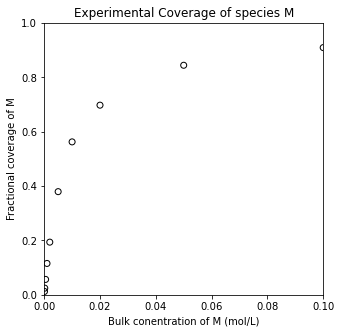 Experimental Coverage of species M
1.0
0.8
0.6
0.4
0.2
0.0
Fractional coverage of M
0.00 0.02 0.04 0.06 0.08 0.10
Bulk conentration of M (mol/L)